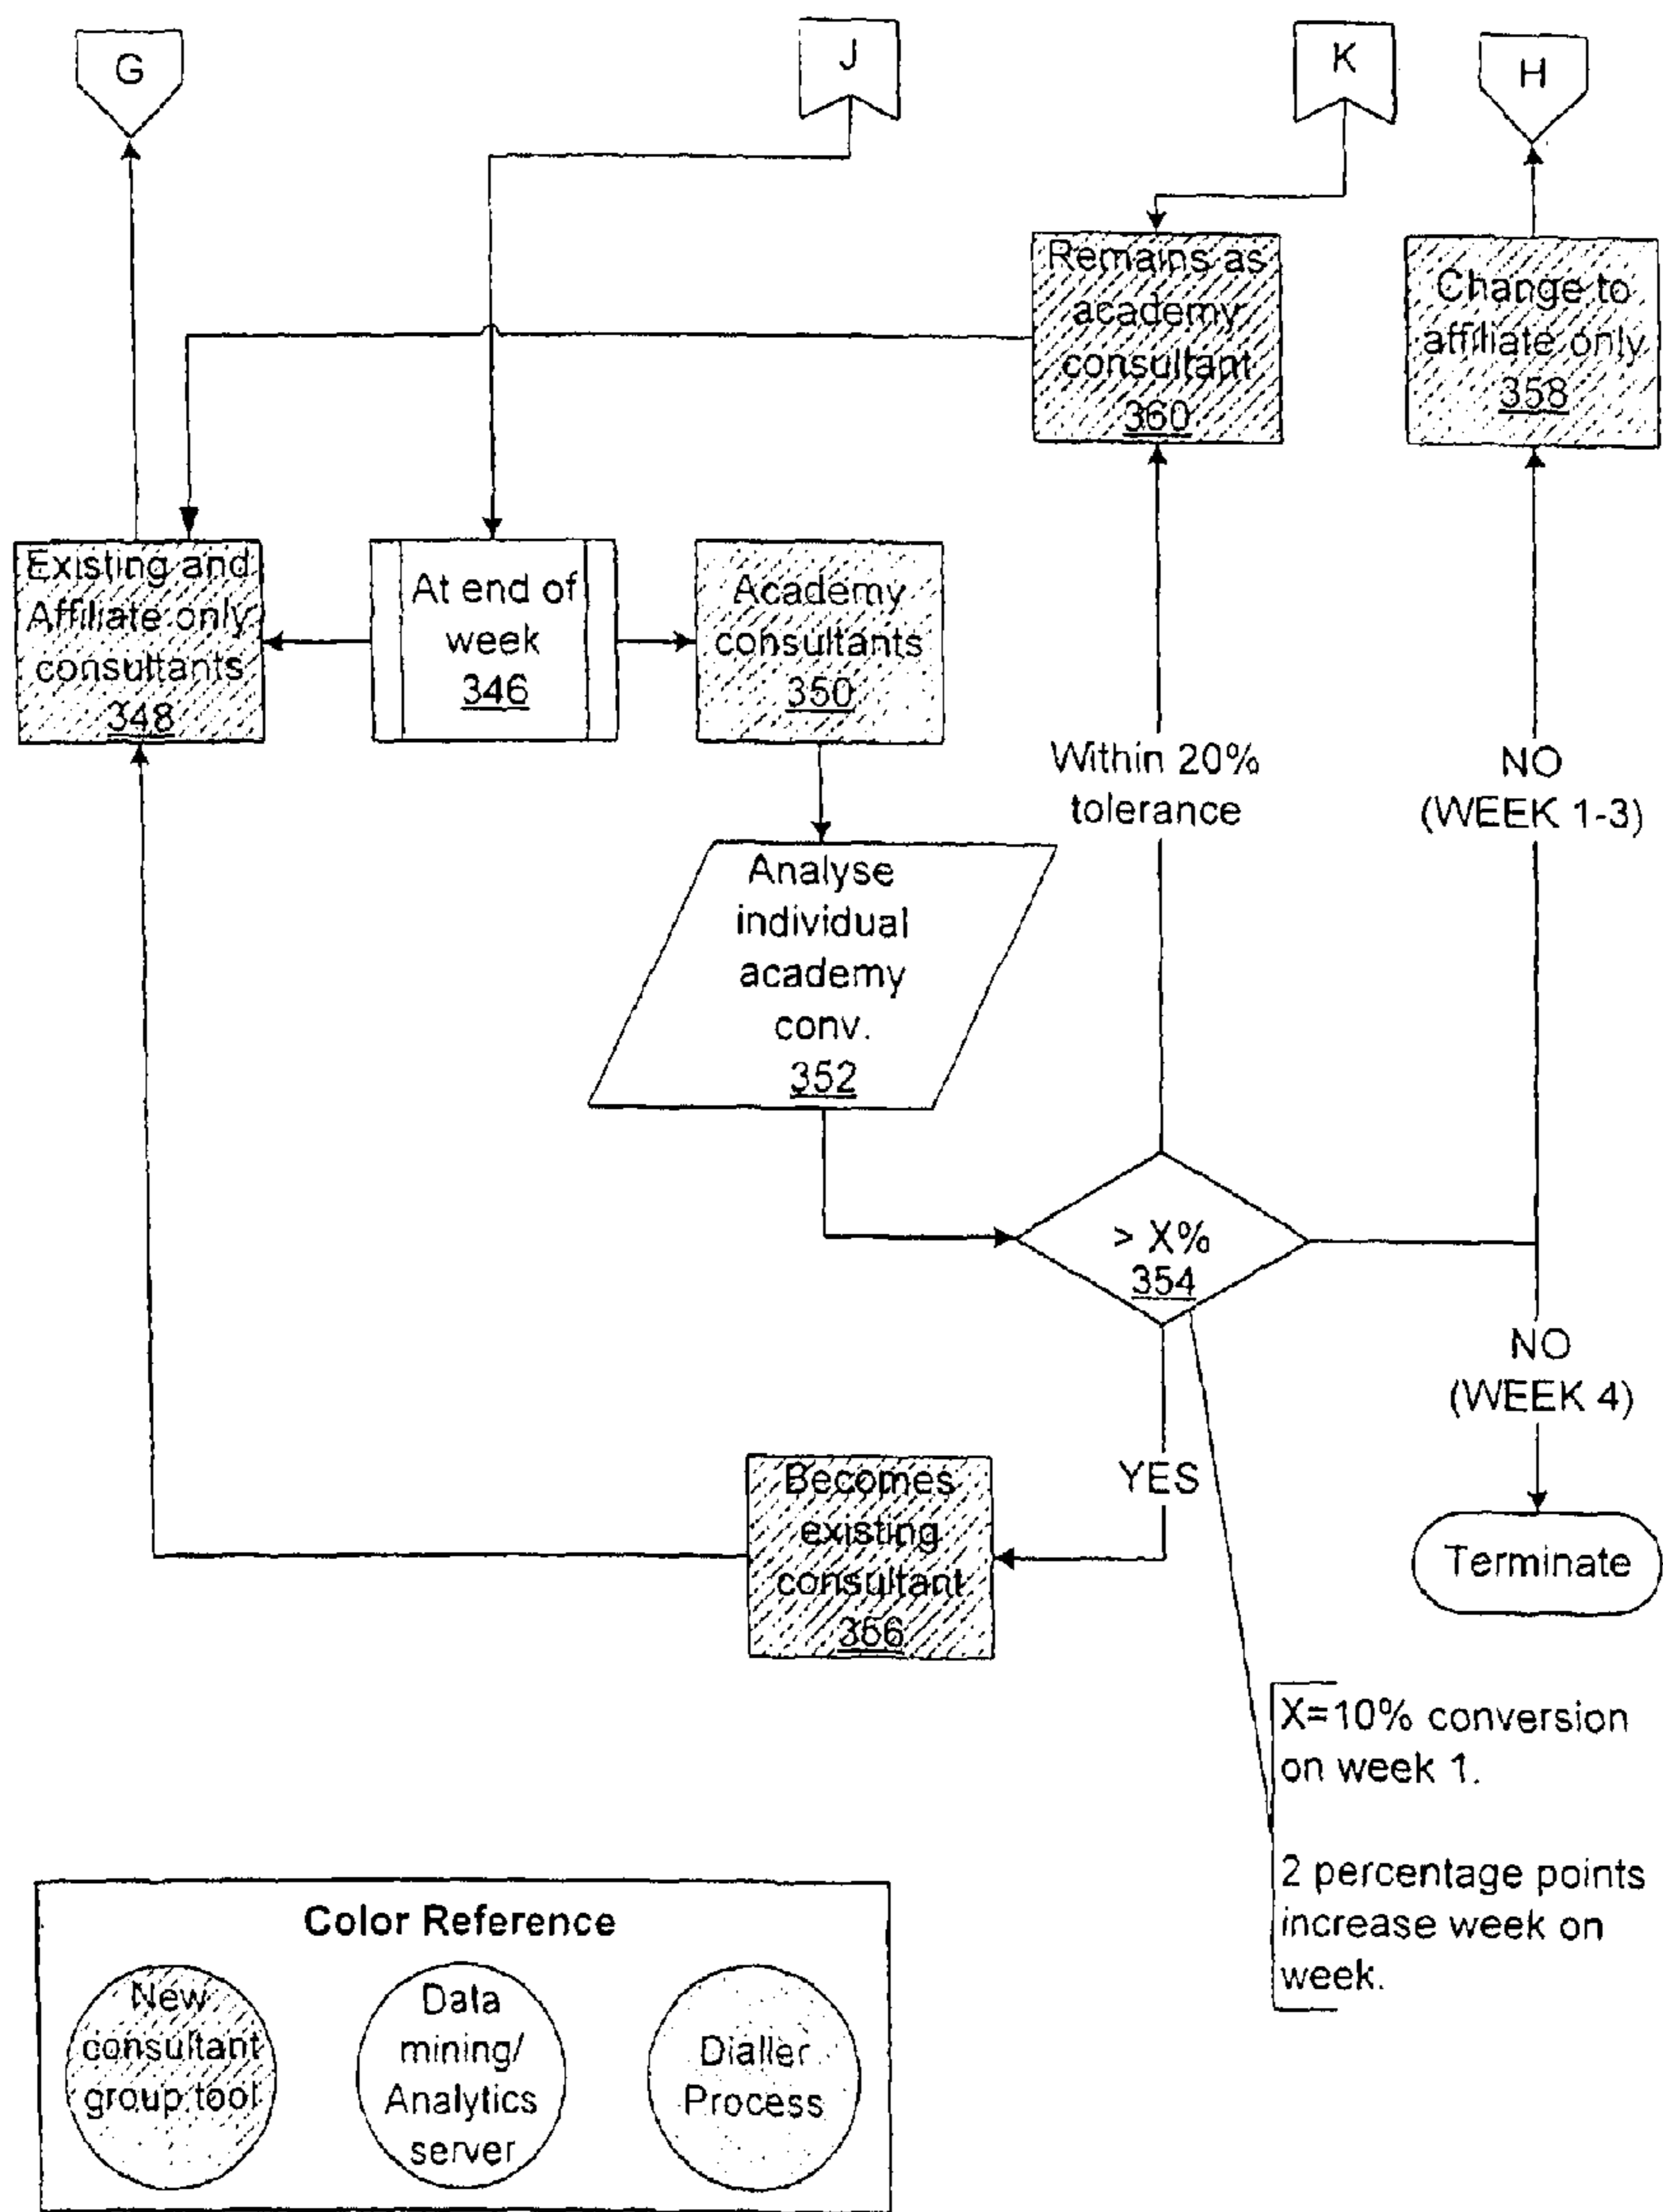 G
J
K
H
Remains as
academy
consultant
360
Change to
affiliate only
358
Existing and
Affiliate only
consultants
348
At end of
week
346
Academy
consultants
350
Within 20%
tolerance
NO
(WEEK 1-3)
Analyse
individual
academy
conv.
352
> X%
354
NO
(WEEK 4)
YES
Becomes
existing
consultant
356
Terminate
X=10% conversion
on week 1.
2 percentage points
increase week on
week.
Color Reference
New
consultant
group tool
Data
mining/
Analytics
server
Dialler
Process